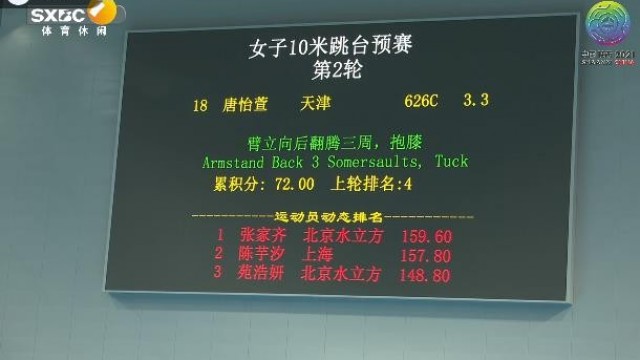 SXBC
体育休闲
女子10米跳台预赛
第2轮
18 唐怡萱 天津 626C 3.3
臂立向后翻腾三周，抱膝
Armstand Back 3 Somersaults, Tuck
累积分: 72.00 上轮排名:4
-----------运动员动态排名-----------
1 张家齐 北京水立方 159.60
2 陈芋汐 上海 157.80
3 苑浩妍 北京水立方 148.80
2021